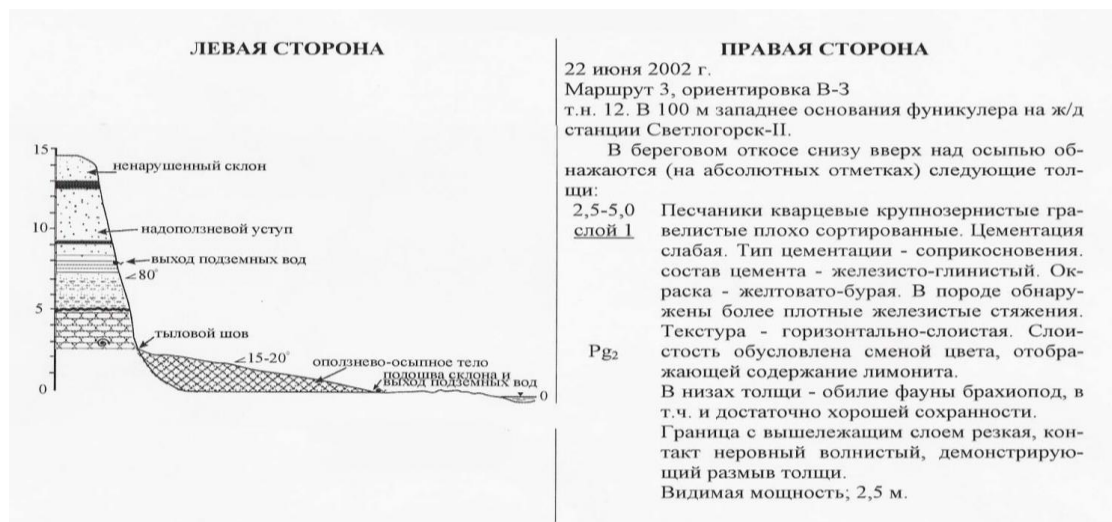 ЛЕВАЯ СТОРОНА
15
ненарушенный склон
10
надоползневой уступ
выход подземных вод
∠80°
5
тыловой шов
∠15-20°
оползнево-осыпное тело
подошва склона и
выход подземных вод
0
0
ПРАВАЯ СТОРОНА
22 июня 2002 г.
Маршрут 3, ориентировка В-З
т.н. 12. В 100 м западнее основания фуникулера на ж/д
станции Светлогорск-II.
В береговом откосе снизу вверх над осыпью об-
нажаются (на абсолютных отметках) следующие тол-
щи:
2,5-5,0 Песчаники кварцевые крупнозернистые гра-
слой 1 велистые плохо сортированные. Цементация
слабая. Тип цементации - соприкосновения.
состав цемента - железисто-глинистый. Ок-
раска - желтовато-бурая. В породе обнару-
жены более плотные железистые стяжения.
Текстура - горизонтально-слоистая. Слои-
Pg2 стость обусловлена сменой цвета, отобра-
жающей содержание лимонита.
В низах толщи - обилие фауны брахиопод, в
т.ч. и достаточно хорошей сохранности.
Граница с вышележащим слоем резкая, кон-
такт неровный волнистый, демонстрирую-
щий размыв толщи.
Видимая мощность; 2,5 м.